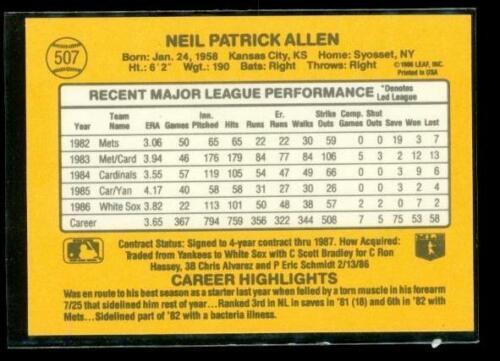 507
NEIL PATRICK ALLEN
Born: Jan. 24, 1958 Kansas City, KS Home: Syosset, NY
Ht.: 6'2" Wgt.: 190 Bats: Right Throws: Right
© 1986 LEAF, INC.
Printed in USA
RECENT MAJOR LEAGUE PERFORMANCE
*Denotes
Led League
Year Team Name ERA Games Inn. Pitched Hits Runs Er. Runs Walks Strike Outs Comp. Games Shut Outs Save Won Lost
1982 Mets 3.06 50 65 65 22 22 30 59 0 0 19 3 7
1983 Met/Card 3.94 46 176 179 84 77 84 106 5 3 2 12 13
1984 Cardinals 3.55 57 119 105 54 47 49 66 1 0 3 9 6
1985 Car/Yan 4.17 40 58 58 31 27 30 26 0 0 3 2 4
1986 White Sox 3.82 22 113 101 50 48 38 57 2 2 0 7 2
Career 3.65 367 794 759 356 322 344 508 7 5 75 53 58
Contract Status: Signed to 4-year contract thru 1987. How Acquired:
Traded from Yankees to White Sox with C Scott Bradley for C Ron
Hassey, 3B Chris Alvarez and P Eric Schmidt 2/13/86
CAREER HIGHLIGHTS
Was en route to his best season as a starter last year when felled by a torn muscle in his forearm
7/25 that sidelined him rest of year...Ranked 3rd in NL in saves in '81 (18) and 6th in '82 with
Mets...Sidelined part of '82 with a bacteria illness.